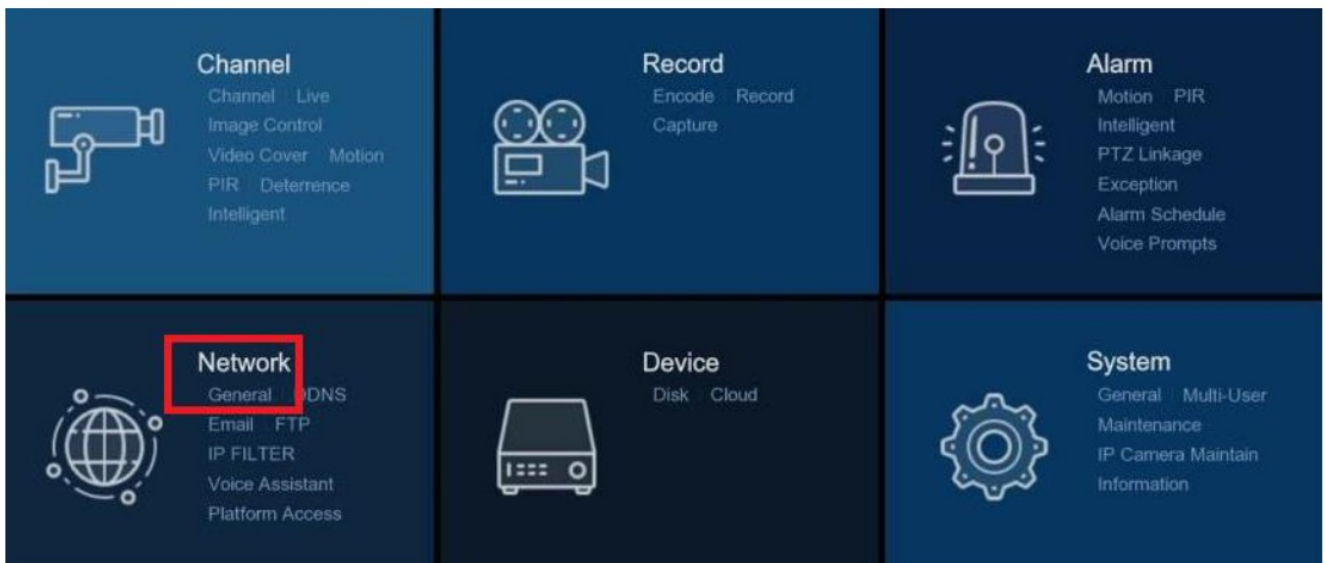 Channel
Channel Live
Image Control
Video Cover Motion
PIR Deterrence
Intelligent
Record
Encode Record
Capture
Alarm
Motion PIR
Intelligent
PTZ Linkage
Exception
Alarm Schedule
Voice Prompts
Network
General DDNS
Email FTP
IP FILTER
Voice Assistant
Platform Access
Device
Disk Cloud
System
General Multi-User
Maintenance
IP Camera Maintain
Information